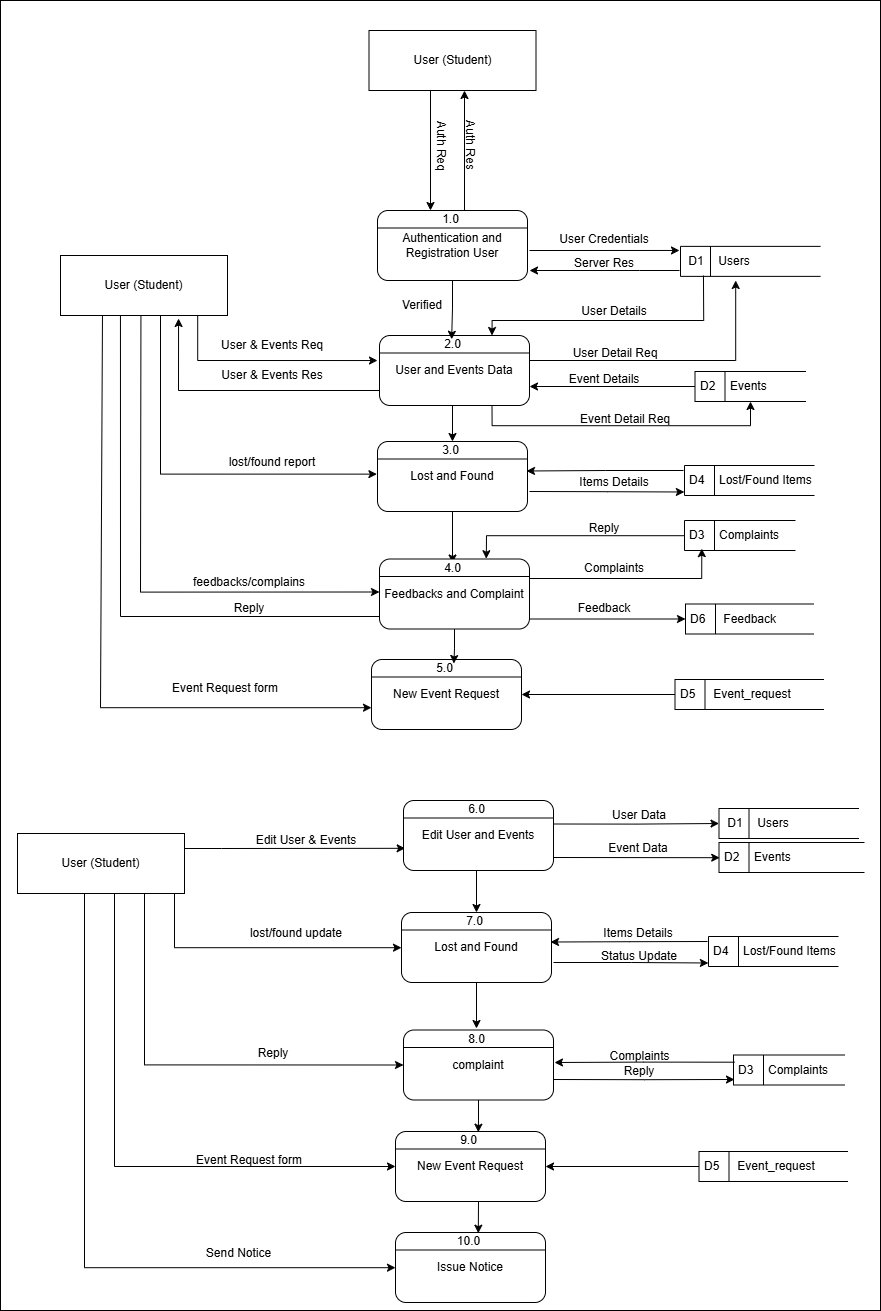 User (Student)
Auth Req
Auth Res
1.0
Authentication and
Registration User
User Credentials
Server Res
D1 Users
User (Student)
Verified
User Details
2.0
User and Events Data
User & Events Req
User & Events Res
User Detail Req
Event Details
D2 Events
Event Detail Req
3.0
Lost and Found
lost/found report
Items Details
D4 Lost/Found Items
Reply
D3 Complaints
4.0
Feedbacks and Complaint
feedbacks/complains
Reply
Complaints
Feedback
D6 Feedback
5.0
New Event Request
Event Request form
D5 Event_request
6.0
Edit User and Events
User (Student)
Edit User & Events
User Data
D1 Users
Event Data
D2 Events
7.0
Lost and Found
lost/found update
Items Details
Status Update
D4 Lost/Found Items
8.0
complaint
Reply
Complaints
Reply
D3 Complaints
9.0
New Event Request
Event Request form
D5 Event_request
10.0
Issue Notice
Send Notice